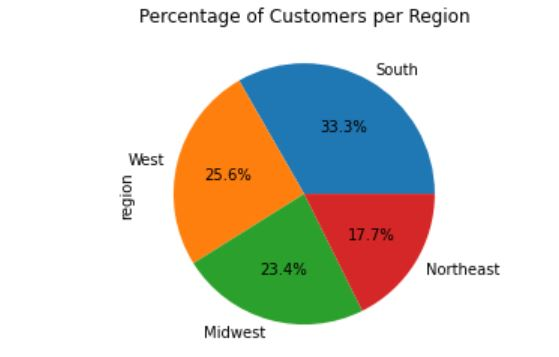 Percentage of Customers per Region
South
33.3%
West
25.6%
region
17.7%
23.4%
Northeast
Midwest